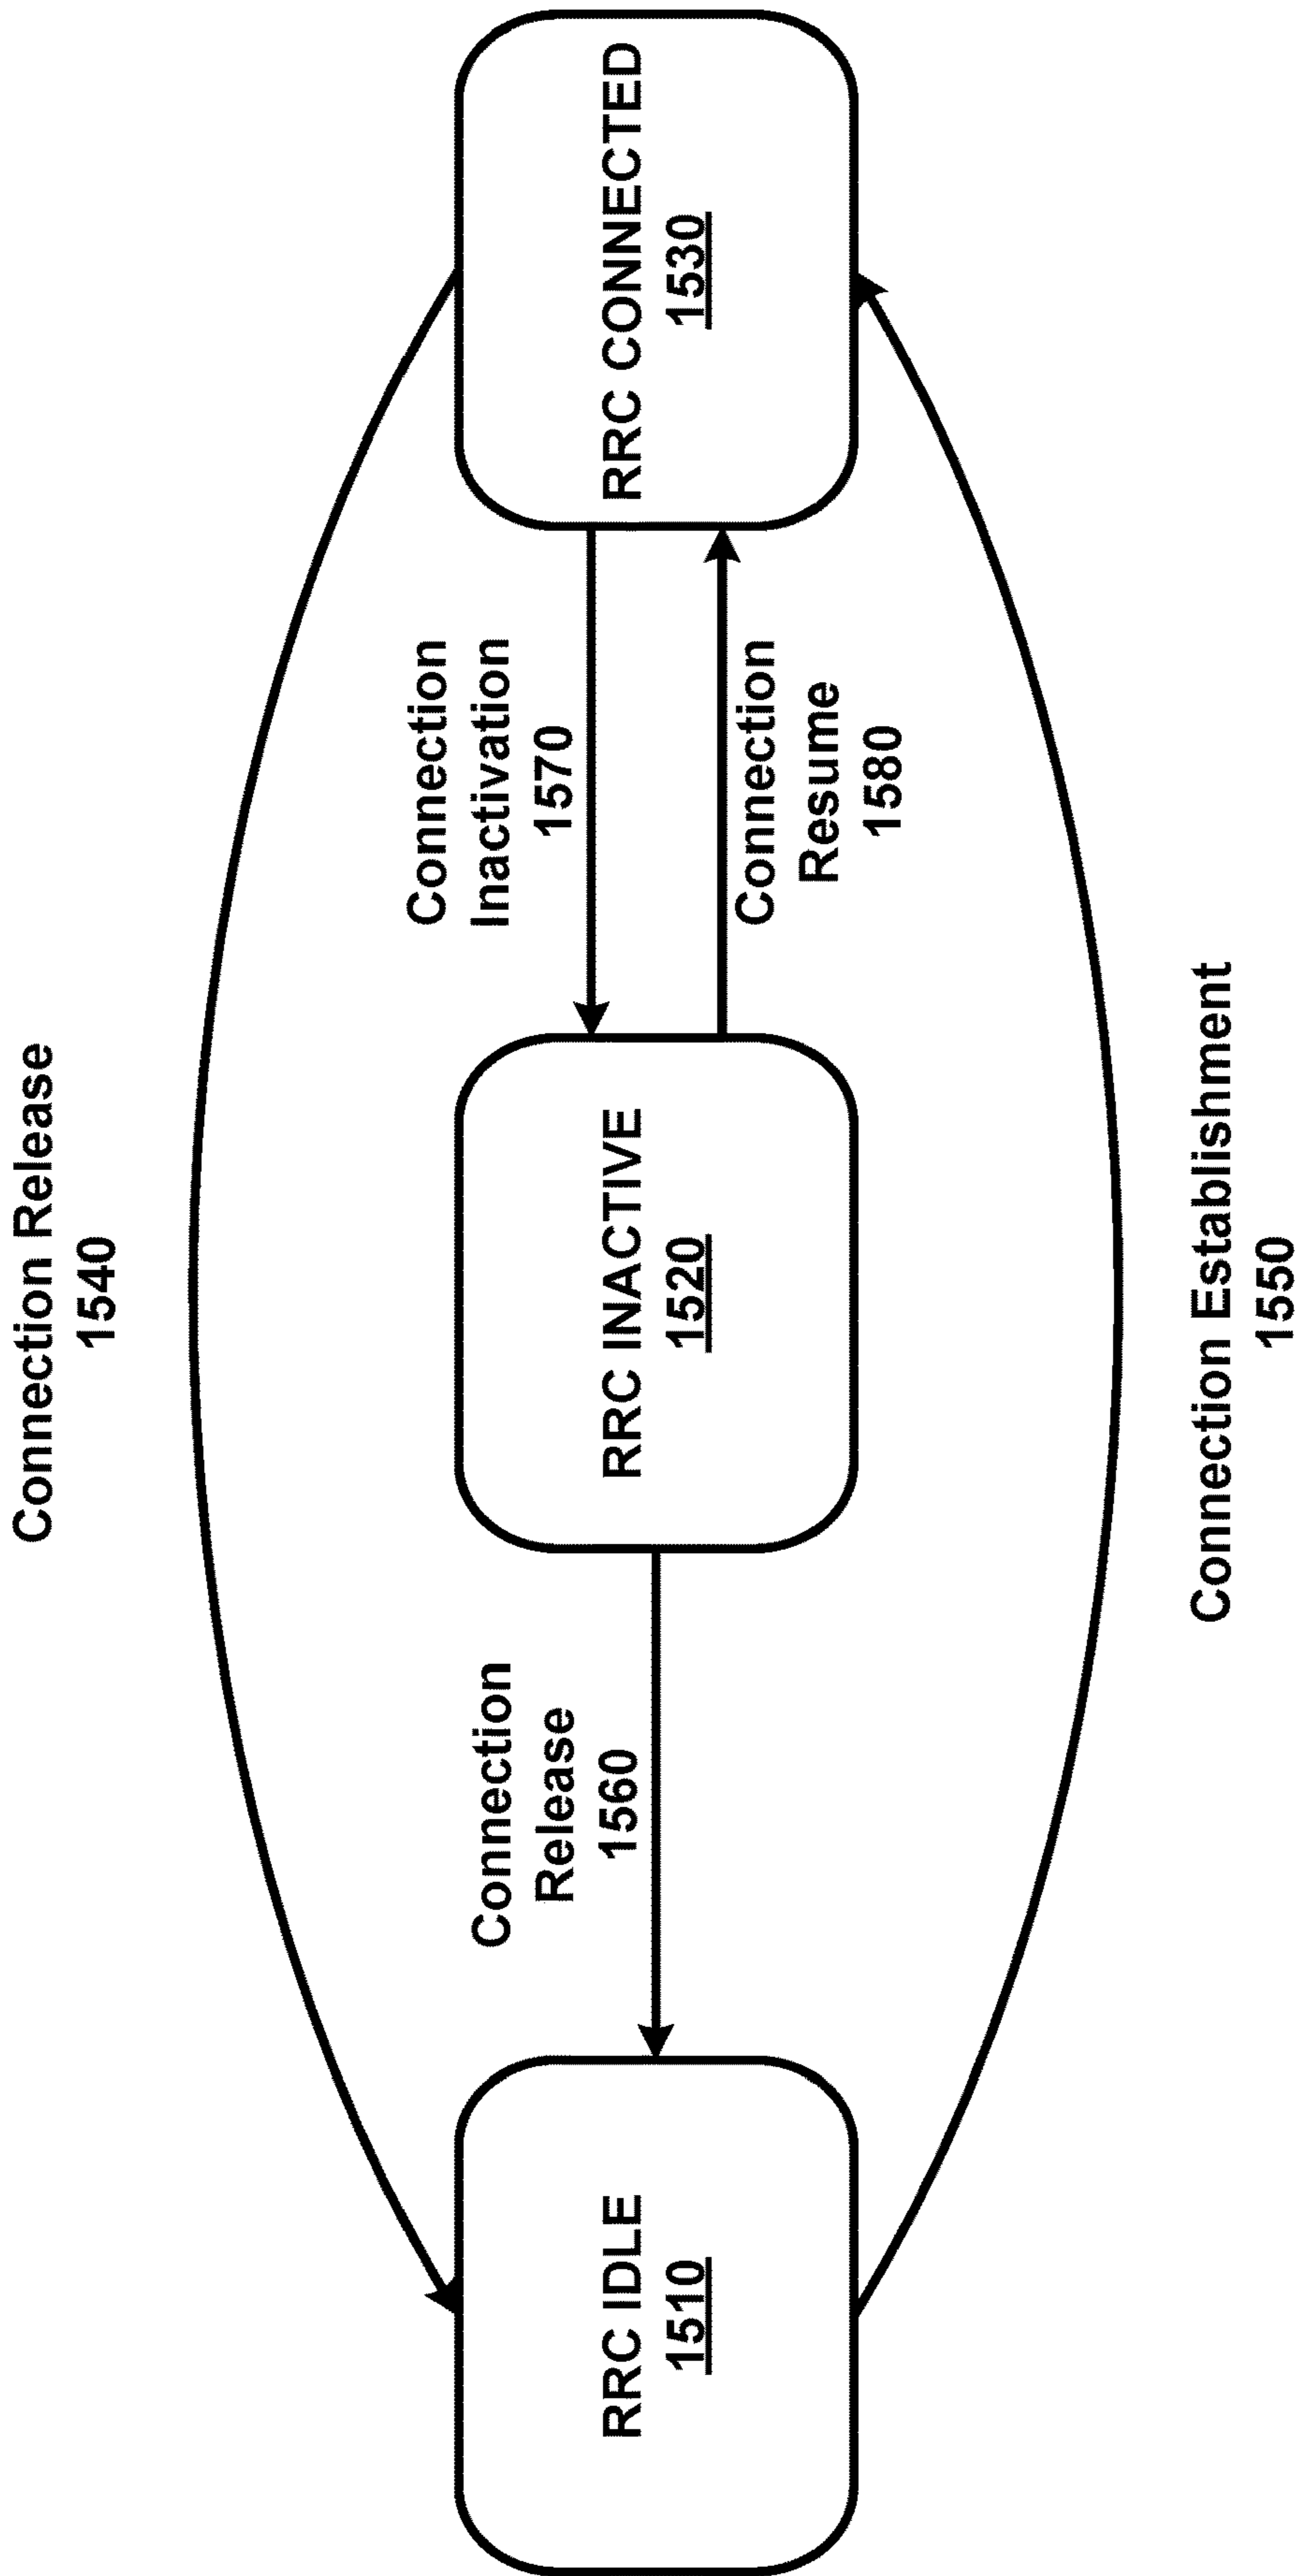 Connection Release
1540
RRC IDLE
1510
Connection
Release
1560
RRC INACTIVE
1520
Connection
Inactivation
1570
Connection
Resume
1580
RRC CONNECTED
1530
Connection Establishment
1550